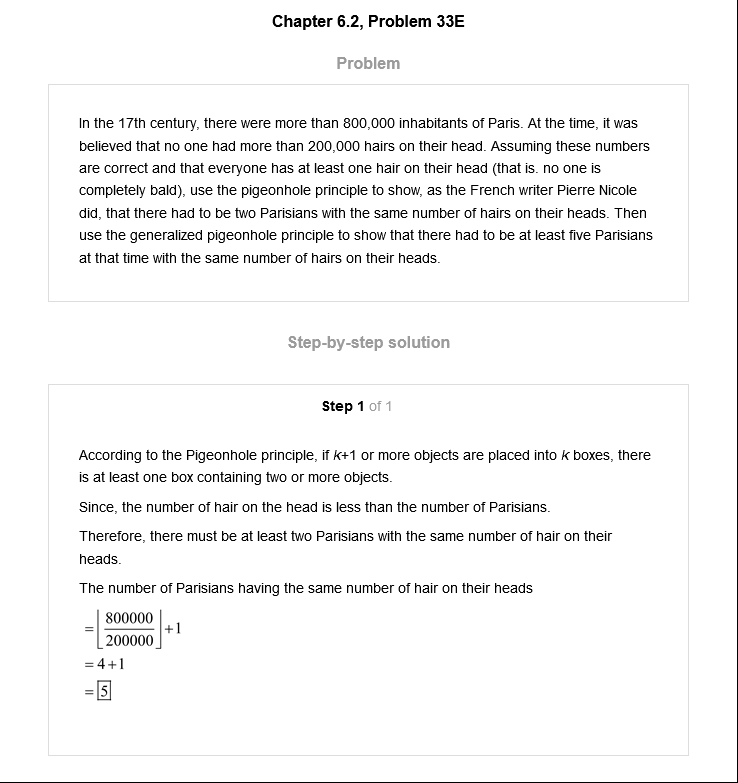 Chapter 6.2, Problem 33E
Problem
In the 17th century, there were more than 800,000 inhabitants of Paris. At the time, it was
believed that no one had more than 200,000 hairs on their head. Assuming these numbers
are correct and that everyone has at least one hair on their head (that is. no one is
completely bald), use the pigeonhole principle to show, as the French writer Pierre Nicole
did, that there had to be two Parisians with the same number of hairs on their heads. Then
use the generalized pigeonhole principle to show that there had to be at least five Parisians
at that time with the same number of hairs on their heads.
Step-by-step solution
Step 1 of 1
According to the Pigeonhole principle, if k+1 or more objects are placed into k boxes, there
is at least one box containing two or more objects.
Since, the number of hair on the head is less than the number of Parisians.
Therefore, there must be at least two Parisians with the same number of hair on their
heads.
The number of Parisians having the same number of hair on their heads
=⌊800000/200000⌋+1
=4+1
=5